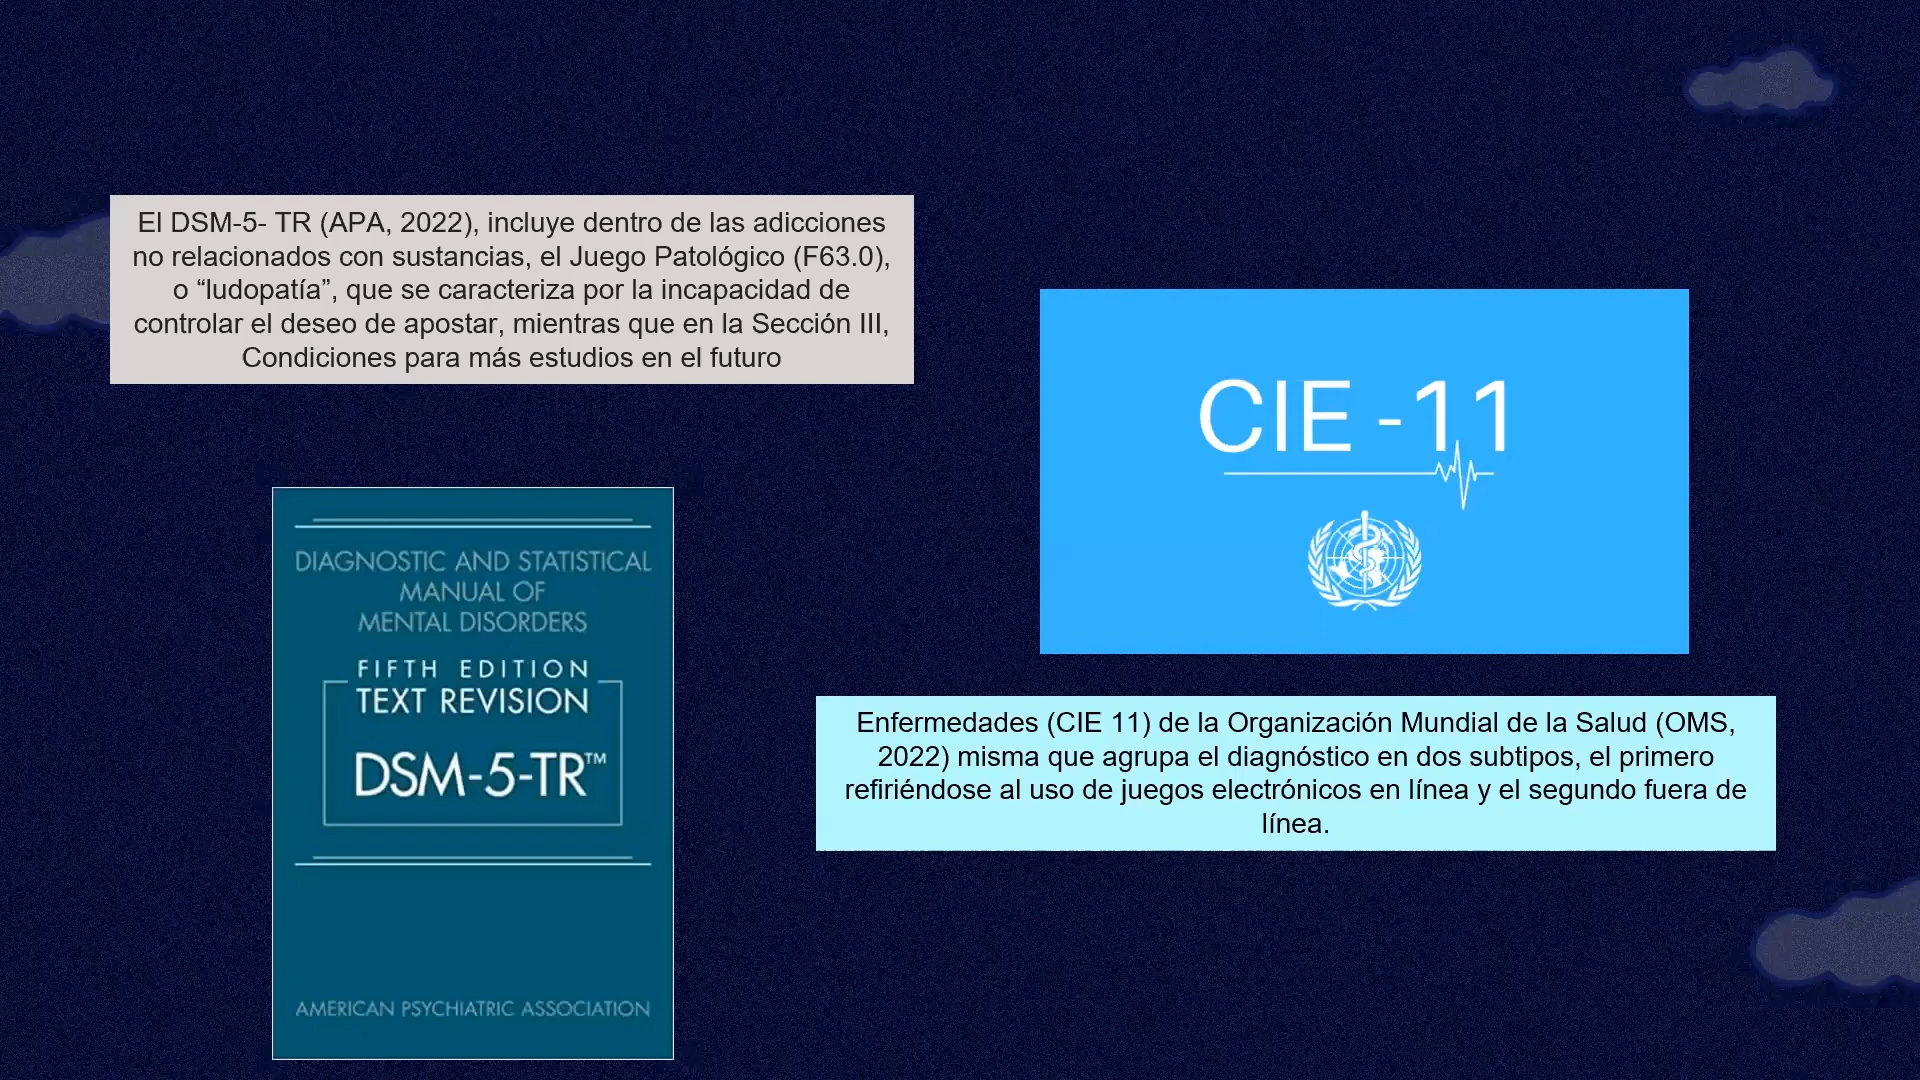 El DSM-5- TR (APA, 2022), incluye dentro de las adicciones
no relacionados con sustancias, el Juego Patológico (F63.0),
o “ludopatía”, que se caracteriza por la incapacidad de
controlar el deseo de apostar, mientras que en la Sección III,
Condiciones para más estudios en el futuro
CIE -11
DIAGNOSTIC AND STATISTICAL
MANUAL OF
MENTAL DISORDERS
FIFTH EDITION
TEXT REVISION
DSM-5-TR™
AMERICAN PSYCHIATRIC ASSOCIATION
Enfermedades (CIE 11) de la Organización Mundial de la Salud (OMS,
2022) misma que agrupa el diagnóstico en dos subtipos, el primero
refiriéndose al uso de juegos electrónicos en línea y el segundo fuera de
línea.